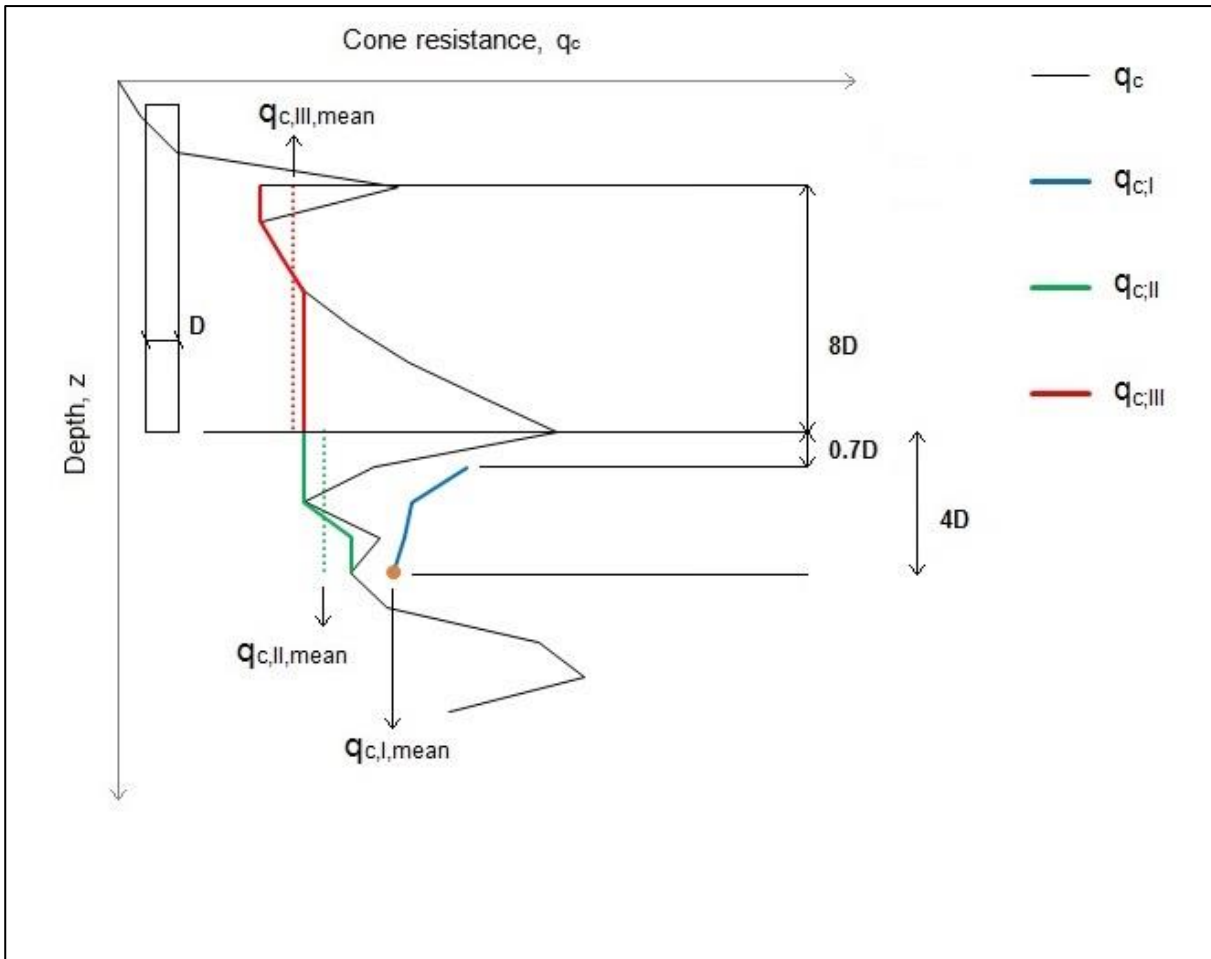 Cone resistance, qc
qc
qc,III,mean
qc;I
qc;II
D
8D
qc;III
Depth, z
0.7D
4D
qc,II,mean
qc,I,mean